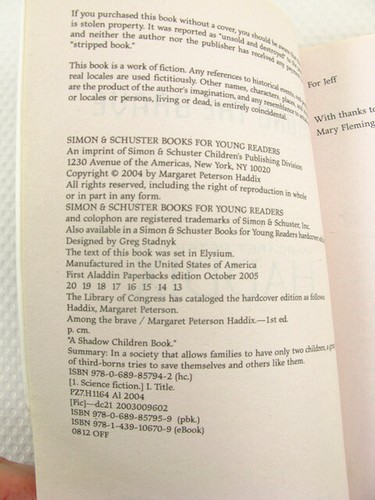 If you purchased this book without a cover, you should be aware
is stolen property. It was reported as "unsold and destroyed" to the
and neither the author nor the publisher has received any payment
"stripped book."
This book is a work of fiction. Any references to historical events,
real locales are used fictitiously. Other names, characters, places, and
are the product of the author's imagination, and any resemblance to
or locales or persons, living or dead, is entirely coincidental.
SIMON & SCHUSTER BOOKS FOR YOUNG READERS
An imprint of Simon & Schuster Children's Publishing Division
1230 Avenue of the Americas, New York, NY 10020
Copyright © 2004 by Margaret Peterson Haddix
All rights reserved, including the right of reproduction in whole
or in part in any form.
SIMON & SCHUSTER BOOKS FOR YOUNG READERS
and colophon are registered trademarks of Simon & Schuster, Inc.
Also available in a Simon & Schuster Books for Young Readers hardcover
Designed by Greg Stadnyk
The text of this book was set in Elysium.
Manufactured in the United States of America
First Aladdin Paperbacks edition October 2005
20 19 18 17 16 15 14 13
The Library of Congress has cataloged the hardcover edition as follows
Haddix, Margaret Peterson.
Among the brave / Margaret Peterson Haddix.—1st ed.
p. cm.
"A Shadow Children Book."
Summary: In a society that allows families to have only two children, a
of third-borns tries to save themselves and others like them.
ISBN 978-0-689-85794-2 (hc.)
[1. Science fiction.] I. Title.
PZ7.H1164 Al 2004
[Fic]—dc21 2003009602
ISBN 978-0-689-85795-9 (pbk.)
ISBN 978-1-439-10670-9 (eBook)
0812 OFF
For Jeff
With thanks to
Mary Fleming